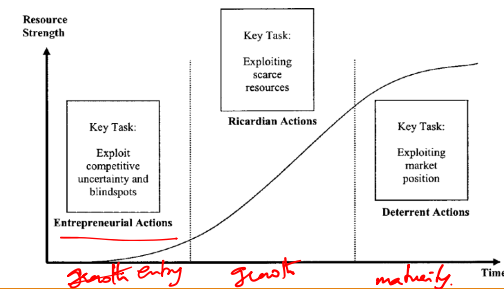 Resource
Strength
Key Task:
Exploiting
scarce
resources
Ricardian Actions
Key Task:
Exploit
competitive
uncertainty and
blindspots
Entrepreneurial Actions
Key Task:
Exploiting
market
position
Deterrent Actions
Time
growth entry
growth
maturity.